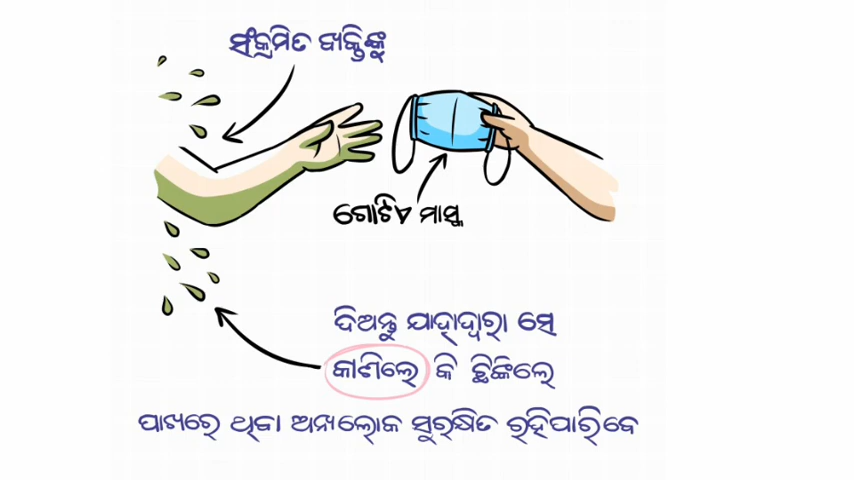 ସଂକ୍ରମିତ ବ୍ୟକ୍ତିଙ୍କୁ
ଗୋଟିଏ ମାସ୍କ
ଦିଅନ୍ତୁ ଯାହାଦ୍ୱାରା ସେ
କାଶିଲେ କି ଛିଙ୍କିଲେ
ପାଖରେ ଥିବା ଅନ୍ୟଲୋକ ସୁରକ୍ଷିତ ରହିପାରିବେ